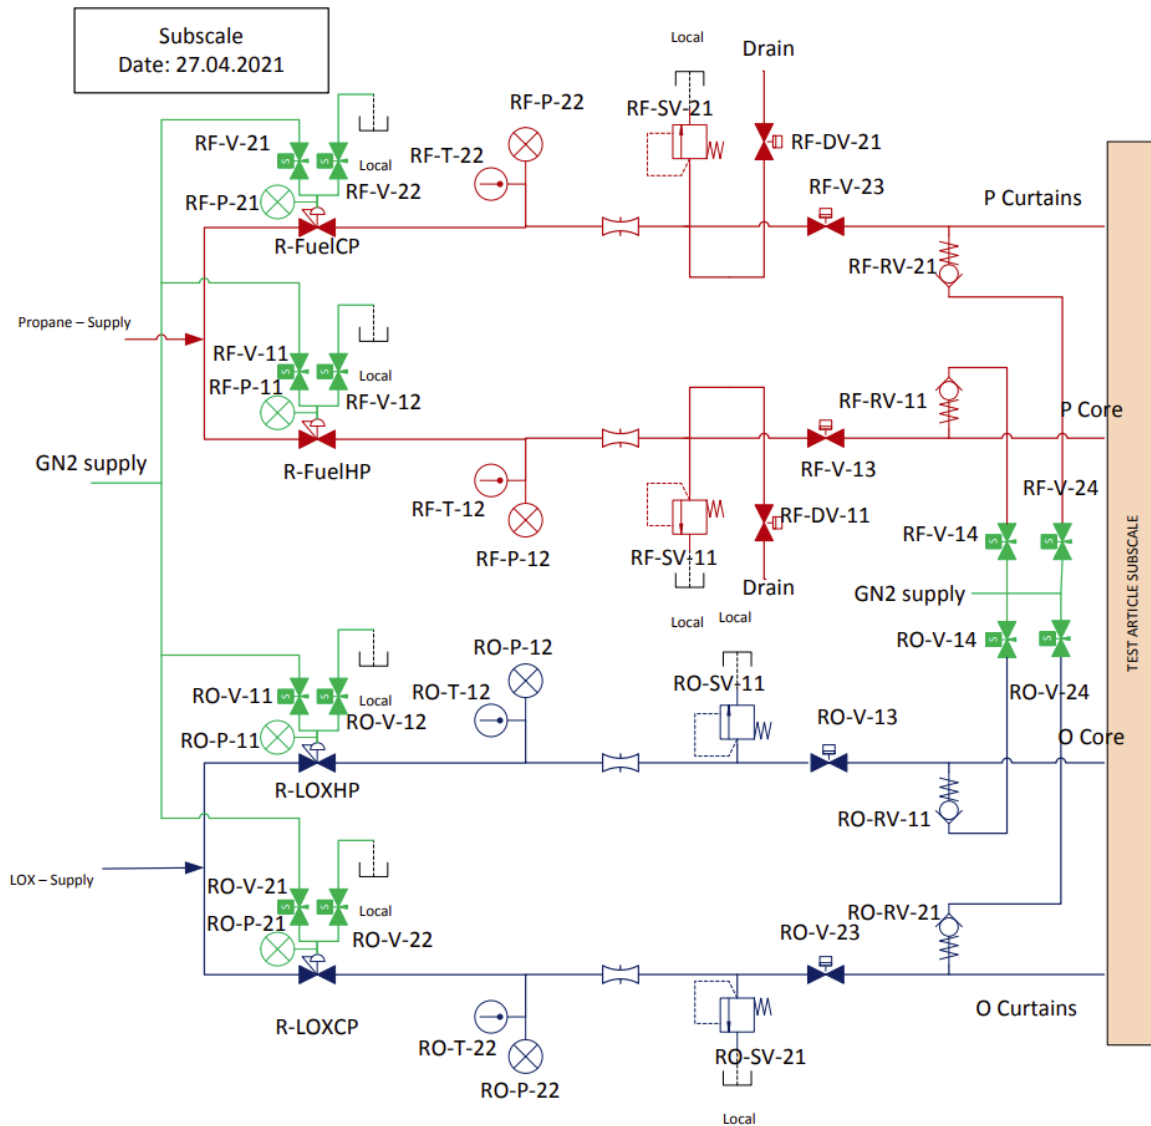 Subscale
Date: 27.04.2021
Local
Drain
RF-P-22
RF-SV-21
RF-V-21
RF-T-22
RF-DV-21
Local
RF-V-22
RF-P-21
RF-V-23
P Curtains
R-FuelCP
RF-RV-21
Propane – Supply
RF-V-11
Local
RF-P-11
RF-V-12
RF-RV-11
P Core
GN2 supply
R-FuelHP
RF-V-13
RF-T-12
RF-V-24
RF-DV-11
RF-V-14
RF-P-12
RF-SV-11
Drain
GN2 supply
Local
Local
RO-P-12
RO-V-14
TEST ARTICLE SUBSCALE
RO-SV-11
RO-V-11
RO-T-12
Local
RO-V-24
RO-V-12
RO-V-13
RO-P-11
O Core
R-LOXHP
RO-RV-11
LOX – Supply
RO-V-21
Local
RO-P-21
RO-V-22
RO-RV-21
RO-V-23
R-LOXCP
O Curtains
RO-T-22
RO-SV-21
RO-P-22
Local
S
S
S
S
S
S
S
S
S
S
S
S